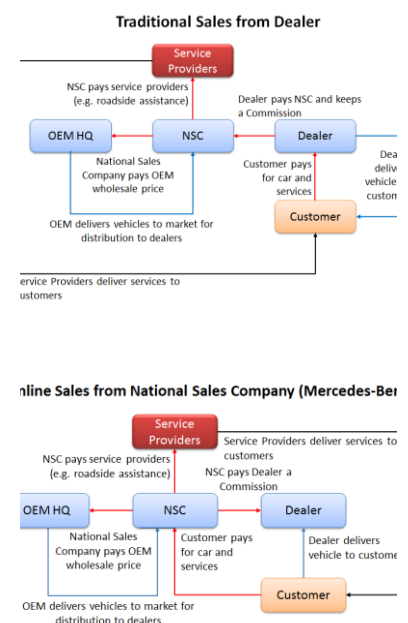 Traditional Sales from Dealer
Service
Providers
NSC pays service providers
(e.g. roadside assistance)
Dealer pays NSC and keeps
a Commission
OEM HQ
NSC
Dealer
National Sales
Company pays OEM
wholesale price
Customer pays
for car and
services
Dea
deliv
vehicle
custom
Customer
OEM delivers vehicles to market for
distribution to dealers
ervice Providers deliver services to
ustomers
nline Sales from National Sales Company (Mercedes-Ben
Service
Providers
Service Providers deliver services to
customers
NSC pays service providers
(e.g. roadside assistance)
NSC pays Dealer a
Commission
OEM HQ
NSC
Dealer
National Sales
Company pays OEM
wholesale price
Customer pays
for car and
services
Dealer delivers
vehicle to custome
Customer
OEM delivers vehicles to market for
distribution to dealers